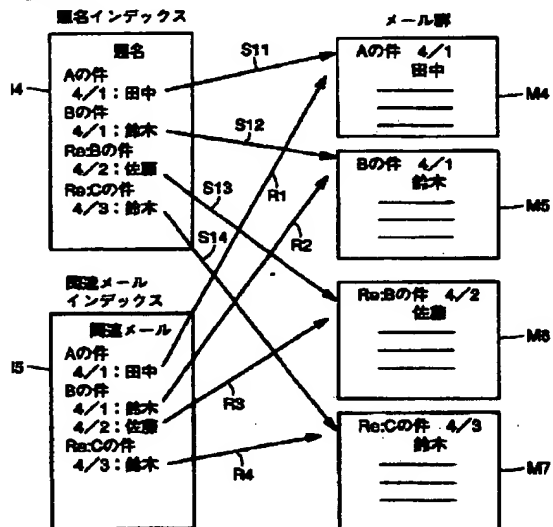 題名インデックス
I4
題名
Aの件
4/1：田中
Bの件
4/1：鈴木
Re:Bの件
4/2：佐藤
Re:Cの件
4/3：鈴木
関連メール
インデックス
I5
関連メール
Aの件
4/1：田中
Bの件
4/1：鈴木
4/2：佐藤
Re:Cの件
4/3：鈴木
S11
S12
S13
S14
R1
R2
R3
R4
メール群
Aの件 4/1
田中
M4
Bの件 4/1
鈴木
M5
Re:Bの件 4/2
佐藤
M6
Re:Cの件 4/3
鈴木
M7